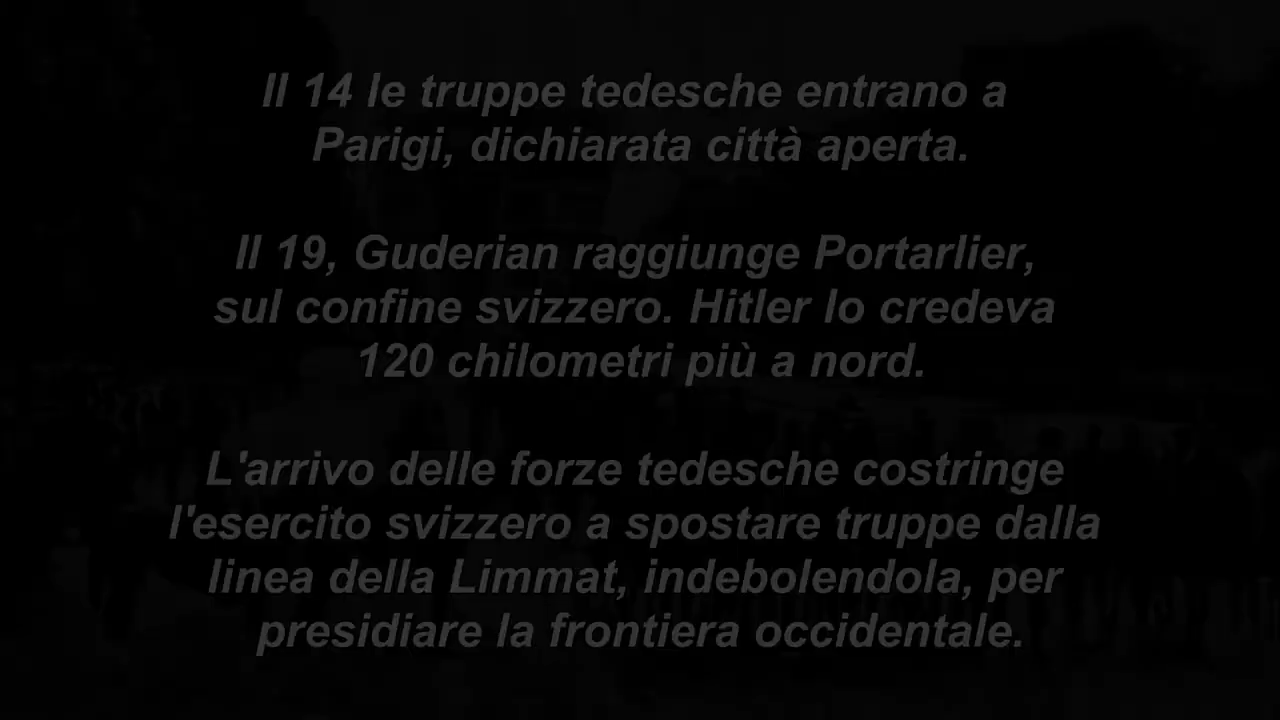 Il 14 le truppe tedesche entrano a
Parigi, dichiarata città aperta.
Il 19, Guderian raggiunge Portarlier,
sul confine svizzero. Hitler lo credeva
120 chilometri più a nord.
L'arrivo delle forze tedesche costringe
l'esercito svizzero a spostare truppe dalla
linea della Limmat, indebolendola, per
presidiare la frontiera occidentale.